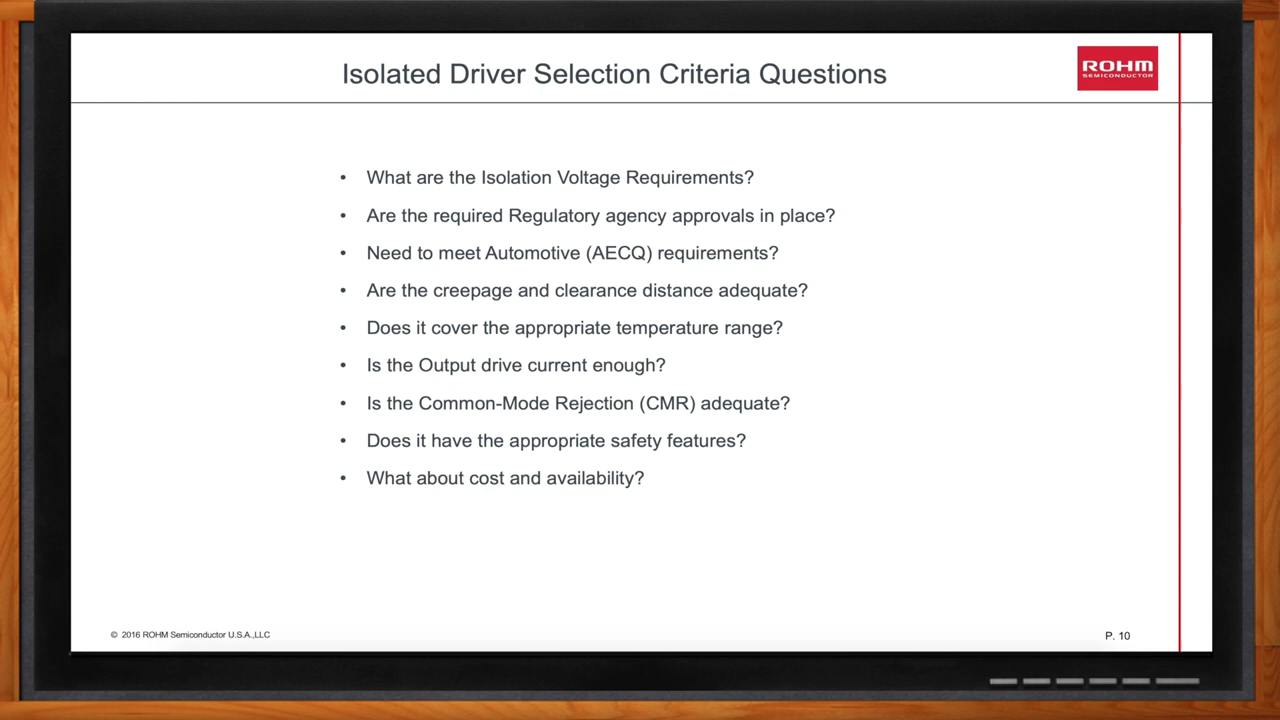 Isolated Driver Selection Criteria Questions
ROHM
SEMICONDUCTOR
• What are the Isolation Voltage Requirements?
• Are the required Regulatory agency approvals in place?
• Need to meet Automotive (AECQ) requirements?
• Are the creepage and clearance distance adequate?
• Does it cover the appropriate temperature range?
• Is the Output drive current enough?
• Is the Common-Mode Rejection (CMR) adequate?
• Does it have the appropriate safety features?
• What about cost and availability?
© 2016 ROHM Semiconductor U.S.A.,LLC
P. 10